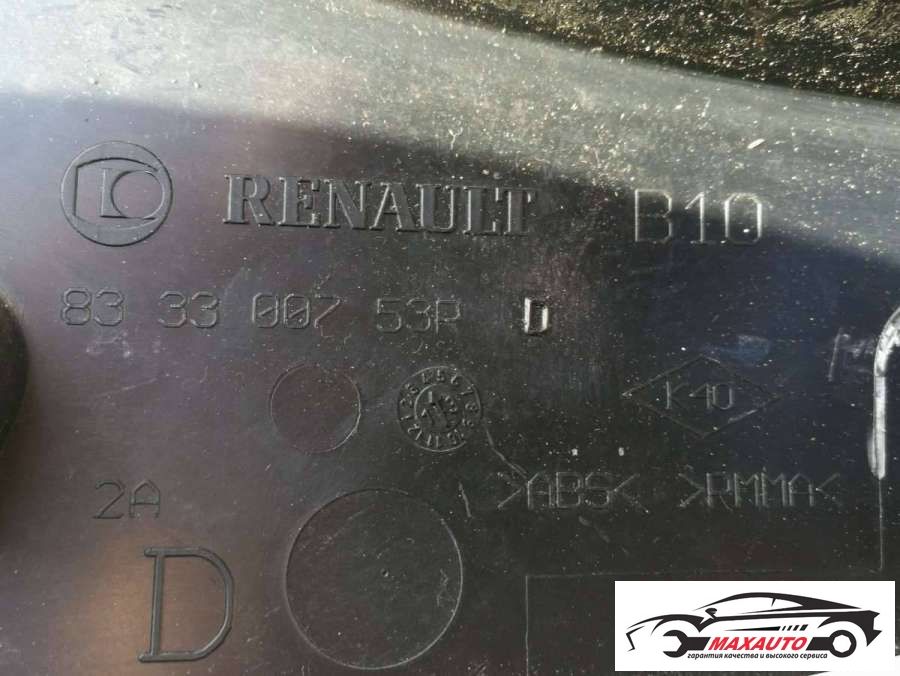 RENAULT B10
83 33 007 53R D
K40
2A >ABS< >PMMA<
D
MAXAUTO
гарантия качества и высокого сервиса